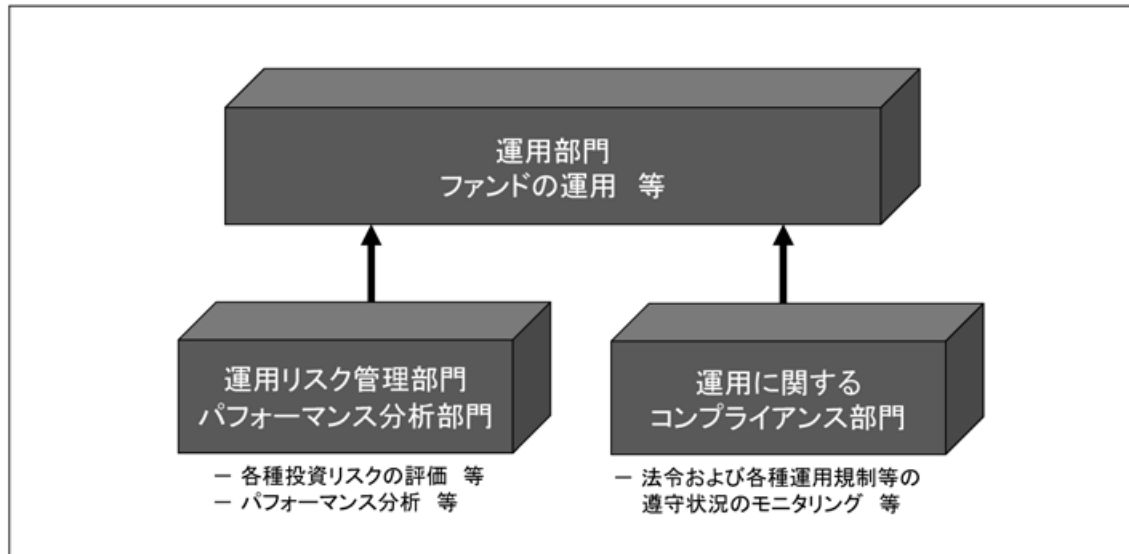 運用部門
ファンドの運用 等
運用リスク管理部門
パフォーマンス分析部門
－ 各種投資リスクの評価 等
－ パフォーマンス分析 等
運用に関する
コンプライアンス部門
－ 法令および各種運用規制等の
遵守状況のモニタリング 等